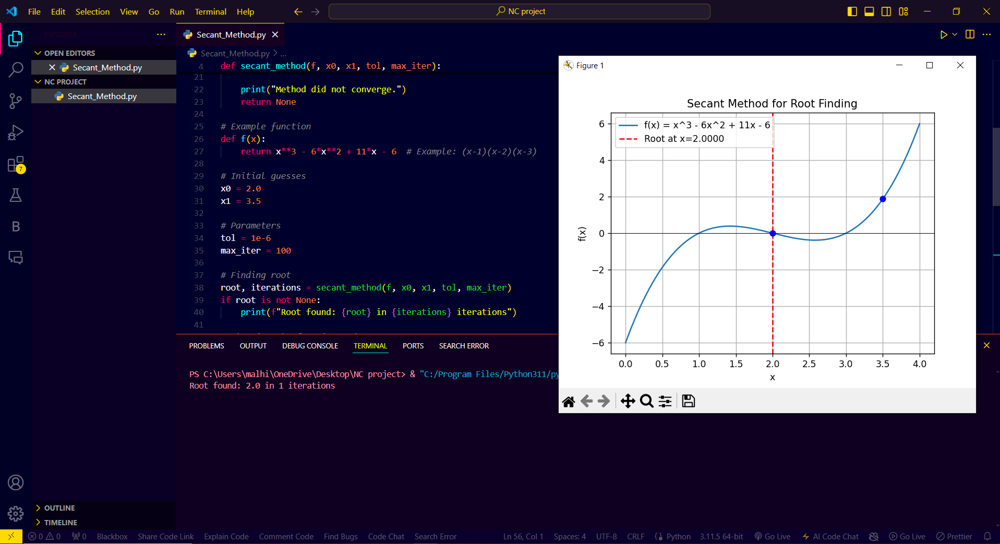 File Edit Selection View Go Run Terminal Help
NC project
EXPLORER
OPEN EDITORS
Secant_Method.py
NC PROJECT
Secant_Method.py
OUTLINE
TIMELINE
7
B
Secant_Method.py
Secant_Method.py > ...
4 def secant_method(f, x0, x1, tol, max_iter):
21
22 print("Method did not converge.")
23 return None
24
25 # Example function
26 def f(x):
27 return x**3 - 6*x**2 + 11*x - 6 # Example: (x-1)(x-2)(x-3)
28
29 # Initial guesses
30 x0 = 2.0
31 x1 = 3.5
32
33 # Parameters
34 tol = 1e-6
35 max_iter = 100
36
37 # Finding root
38 root, iterations = secant_method(f, x0, x1, tol, max_iter)
39 if root is not None:
40 print(f"Root found: {root} in {iterations} iterations")
41
PROBLEMS OUTPUT DEBUG CONSOLE TERMINAL PORTS SEARCH ERROR
PS C:\Users\malhi\OneDrive\Desktop\NC project> & "C:/Program Files/Python311/py
Root found: 2.0 in 1 iterations
Figure 1
Secant Method for Root Finding
f(x) = x^3 - 6x^2 + 11x - 6
Root at x=2.0000
6
4
2
0
−2
−4
−6
f(x)
0.0 0.5 1.0 1.5 2.0 2.5 3.0 3.5 4.0
x
0 0 0 Blackbox Share Code Link Explain Code Comment Code Find Bugs Code Chat Search Error Ln 56, Col 1 Spaces: 4 UTF-8 CRLF Python 3.11.5 64-bit Go Live AI Code Chat Go Live Prettier